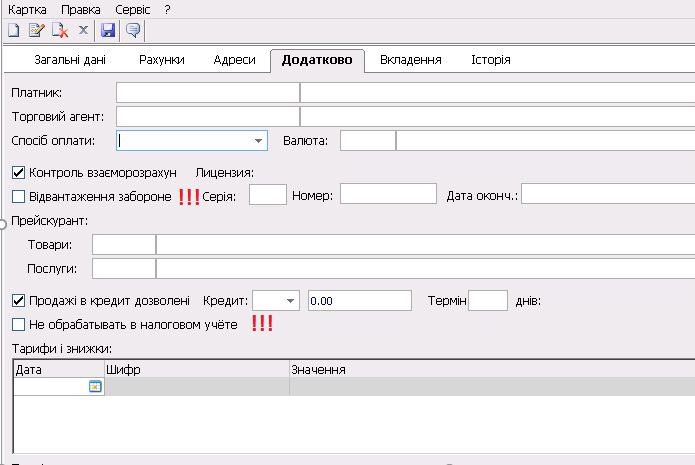 Картка Правка Сервіс ?
Загальні дані Рахунки Адреси Додатково Вкладення Історія
Платник:
Торговий агент:
Спосіб оплати: Валюта:
Контроль взаєморозрахун Лицензия:
Відвантаження забороне !!! Серія: Номер: Дата оконч.:
Прейскурант:
Товари:
Послуги:
Продажі в кредит дозволені Кредит: 0.00 Термін днів:
Не обрабатывать в налоговом учёте !!!
Тарифи і знижки:
Дата Шифр Значення